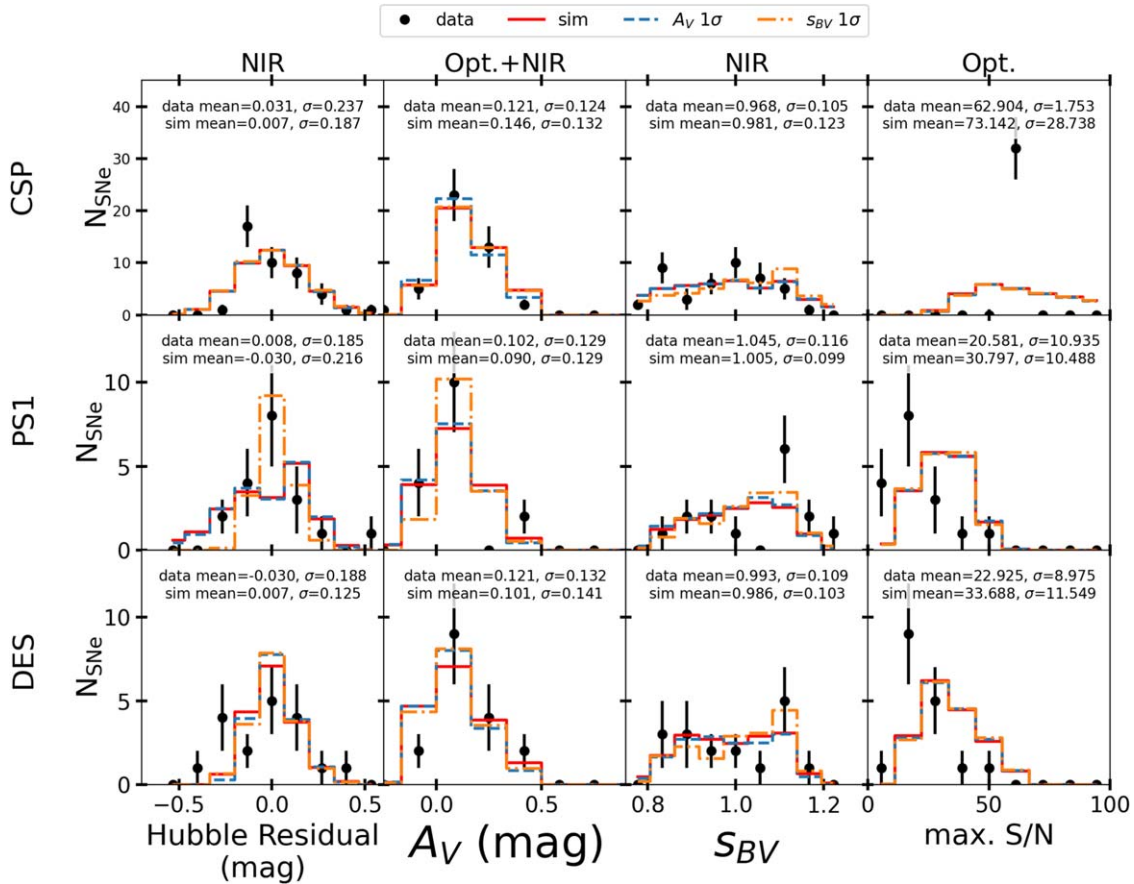 data sim A_V 1σ s_BV 1σ
NIR Opt.+NIR NIR Opt.
CSP
N_SNe
40
30
20
10
0
data mean=0.031, σ=0.237
sim mean=0.007, σ=0.187
data mean=0.121, σ=0.124
sim mean=0.146, σ=0.132
data mean=0.968, σ=0.105
sim mean=0.981, σ=0.123
data mean=62.904, σ=1.753
sim mean=73.142, σ=28.738
PS1
N_SNe
10
5
0
data mean=0.008, σ=0.185
sim mean=-0.030, σ=0.216
data mean=0.102, σ=0.129
sim mean=0.090, σ=0.129
data mean=1.045, σ=0.116
sim mean=1.005, σ=0.099
data mean=20.581, σ=10.935
sim mean=30.797, σ=10.488
DES
N_SNe
10
5
0
data mean=-0.030, σ=0.188
sim mean=0.007, σ=0.125
data mean=0.121, σ=0.132
sim mean=0.101, σ=0.141
data mean=0.993, σ=0.109
sim mean=0.986, σ=0.103
data mean=22.925, σ=8.975
sim mean=33.688, σ=11.549
−0.5 0.0 0.5 0.0 0.5 0.8 1.0 1.2 0 50 100
Hubble Residual
(mag)
A_V (mag)
s_BV
max. S/N